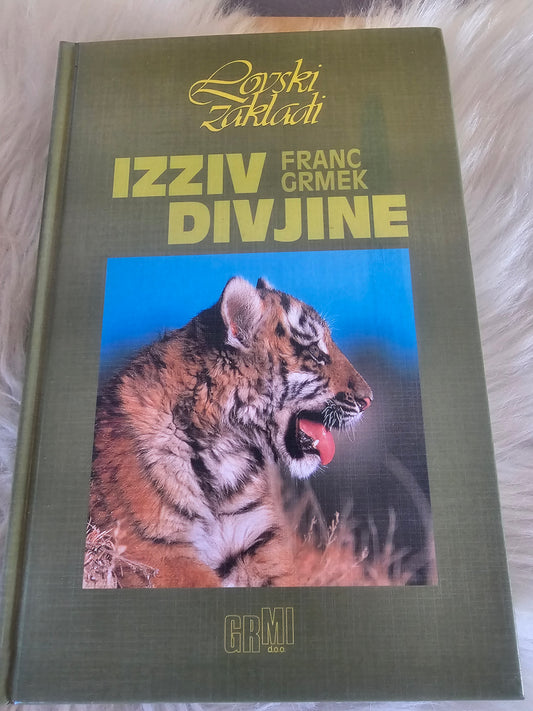 Lovski
zakladi
IZZIV FRANC
GRMEK
DIVJINE
GRMI
d.o.o.